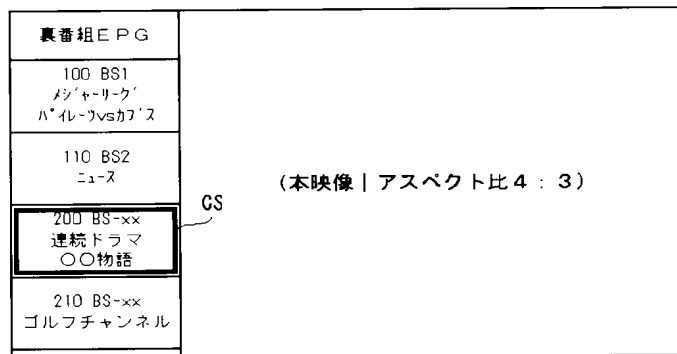 裏番組EPG
100 BS1
メジャーリーグ
パイレーツvsカブス
110 BS2
ニュース
200 BS-××
連続ドラマ
○○物語
210 BS-××
ゴルフチャンネル
CS
(本映像|アスペクト比4:3)